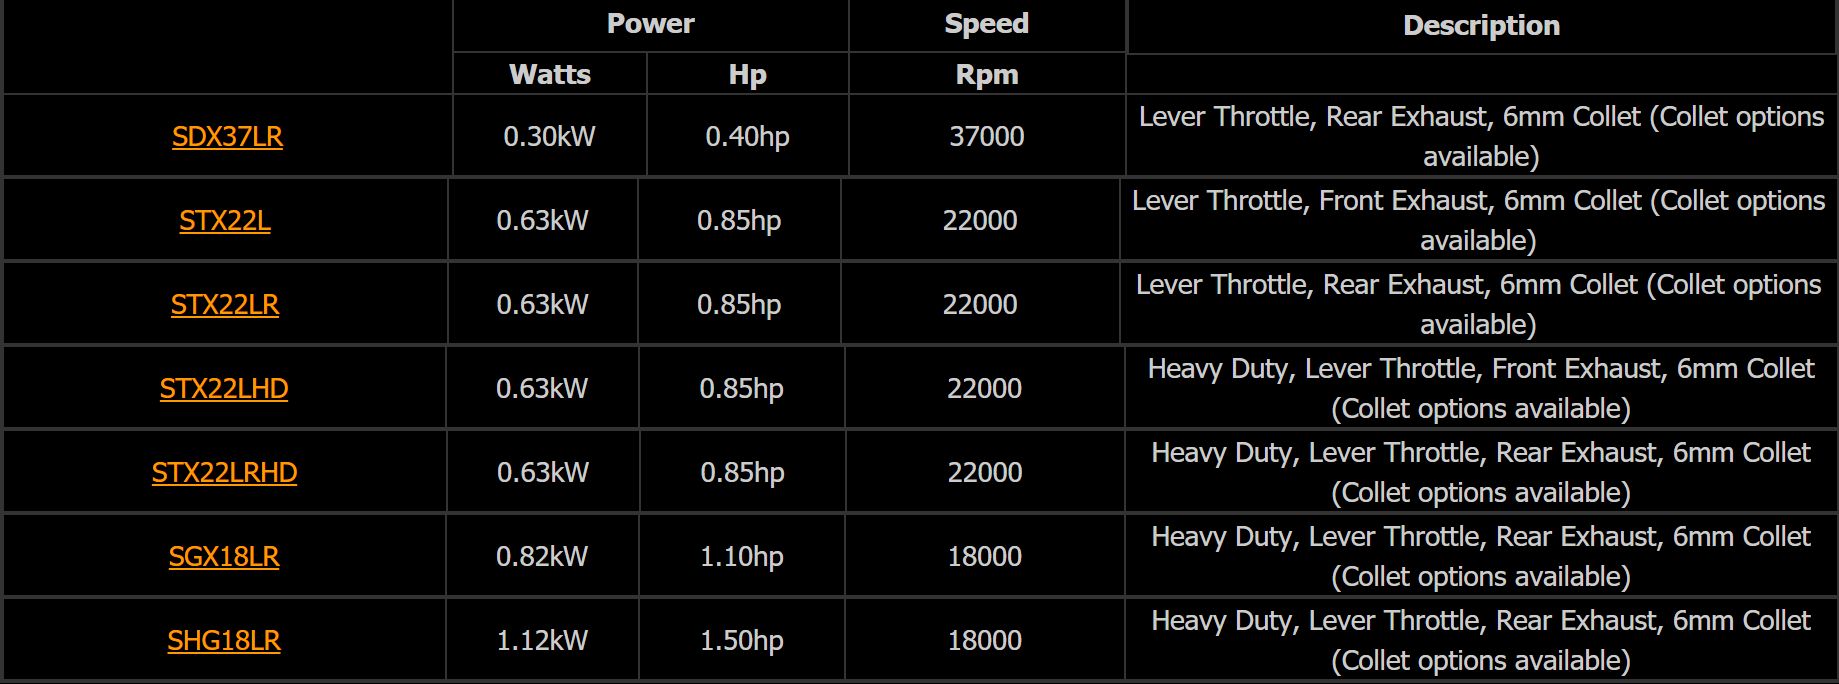 Power Speed Description
Watts Hp Rpm
SDX37LR 0.30kW 0.40hp 37000 Lever Throttle, Rear Exhaust, 6mm Collet (Collet options
available)
STX22L 0.63kW 0.85hp 22000 Lever Throttle, Front Exhaust, 6mm Collet (Collet options
available)
STX22LR 0.63kW 0.85hp 22000 Lever Throttle, Rear Exhaust, 6mm Collet (Collet options
available)
STX22LHD 0.63kW 0.85hp 22000 Heavy Duty, Lever Throttle, Front Exhaust, 6mm Collet
(Collet options available)
STX22LRHD 0.63kW 0.85hp 22000 Heavy Duty, Lever Throttle, Rear Exhaust, 6mm Collet
(Collet options available)
SGX18LR 0.82kW 1.10hp 18000 Heavy Duty, Lever Throttle, Rear Exhaust, 6mm Collet
(Collet options available)
SHG18LR 1.12kW 1.50hp 18000 Heavy Duty, Lever Throttle, Rear Exhaust, 6mm Collet
(Collet options available)